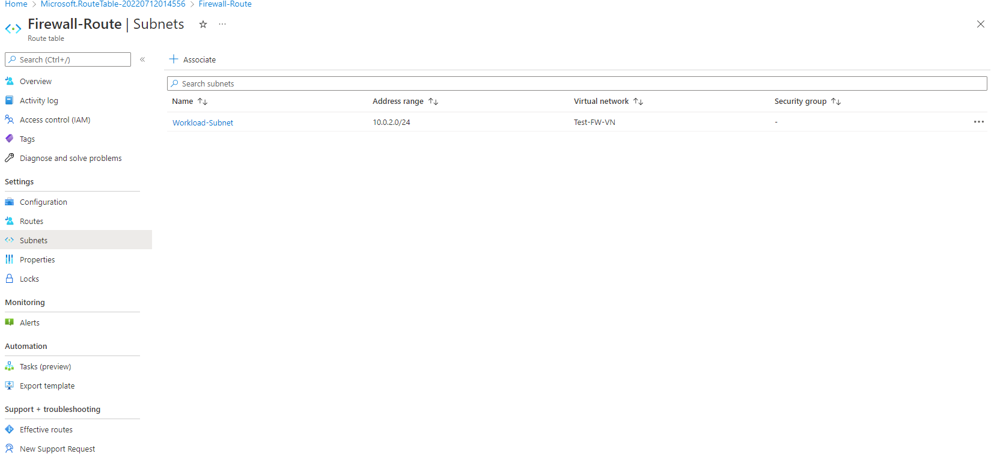 Home > Microsoft.RouteTable-20220712014556 > Firewall-Route
Firewall-Route | Subnets
Route table
Search (Ctrl+/)
Overview
Activity log
Access control (IAM)
Tags
Diagnose and solve problems
Settings
Configuration
Routes
Subnets
Properties
Locks
Monitoring
Alerts
Automation
Tasks (preview)
Export template
Support + troubleshooting
Effective routes
New Support Request
Associate
Search subnets
Name Address range Virtual network Security group
Workload-Subnet 10.0.2.0/24 Test-FW-VN -